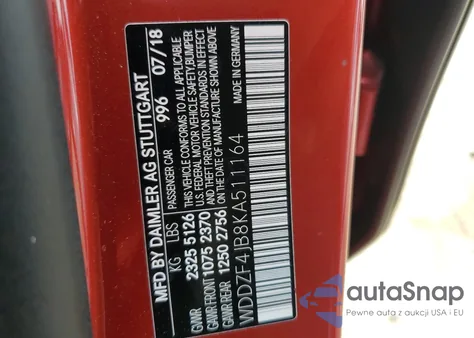 MFD BY DAIMLER AG STUTTGART
996 07/18
PASSENGER CAR
KG LBS
GVWR 2325 5126
GAWR FRONT 1075 2370
GAWR REAR 1250 2756
THIS VEHICLE CONFORMS TO ALL APPLICABLE
U.S. FEDERAL MOTOR VEHICLE SAFETY, BUMPER
AND THEFT PREVENTION STANDARDS IN EFFECT
ON THE DATE OF MANUFACTURE SHOWN ABOVE
WDDZF4JB8KA511164
MADE IN GERMANY
autoSnap
Pewne auta z aukcji USA i EU